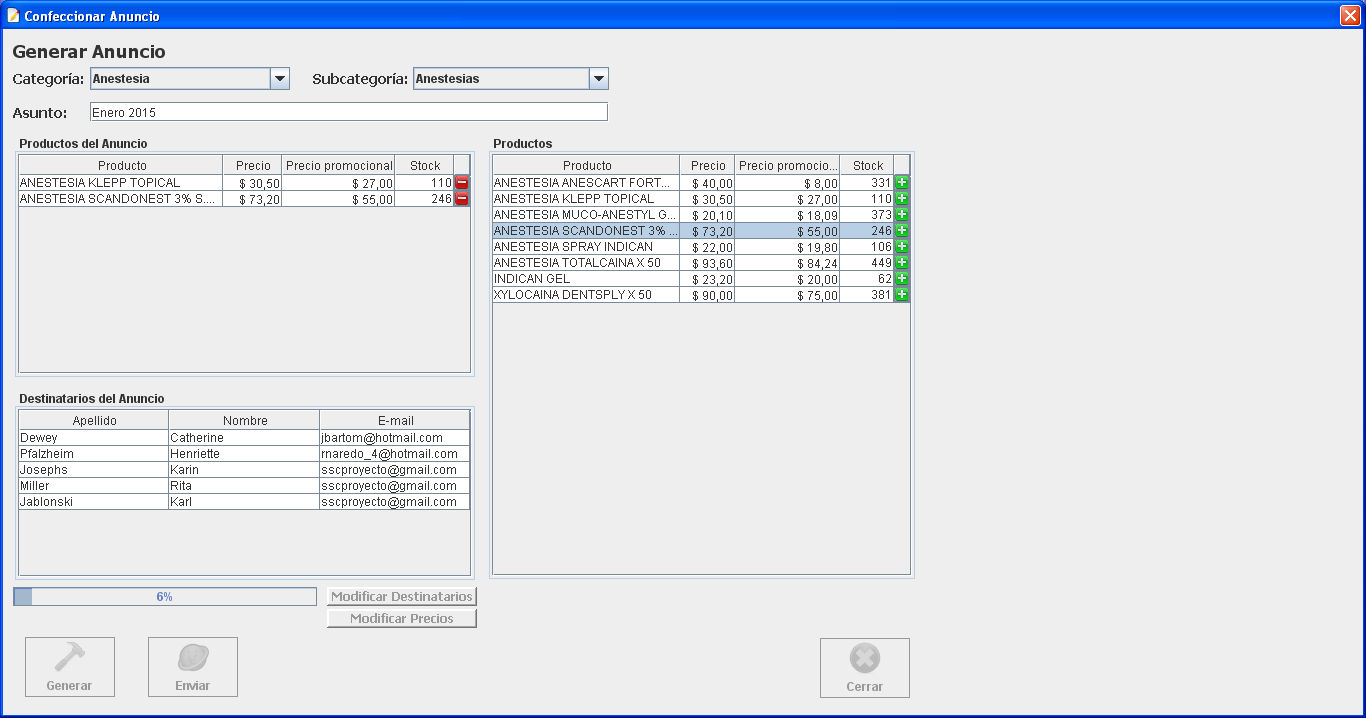 Confeccionar Anuncio
Generar Anuncio
Categoría: Anestesia Subcategoría: Anestesias
Asunto: Enero 2015
Productos del Anuncio
Producto Precio Precio promocional Stock
ANESTESIA KLEPP TOPICAL $ 30,50 $ 27,00 110
ANESTESIA SCANDONEST 3% S.... $ 73,20 $ 55,00 246
Productos
Producto Precio Precio promocio... Stock
ANESTESIA ANESCART FORT... $ 40,00 $ 8,00 331
ANESTESIA KLEPP TOPICAL $ 30,50 $ 27,00 110
ANESTESIA MUCO-ANESTYL G... $ 20,10 $ 18,09 373
ANESTESIA SCANDONEST 3% ... $ 73,20 $ 55,00 246
ANESTESIA SPRAY INDICAN $ 22,00 $ 19,80 106
ANESTESIA TOTALCAINA X 50 $ 93,60 $ 84,24 449
INDICAN GEL $ 23,20 $ 20,00 62
XYLOCAINA DENTSPLY X 50 $ 90,00 $ 75,00 381
Destinatarios del Anuncio
Apellido Nombre E-mail
Dewey Catherine jbartom@hotmail.com
Pfalzheim Henriette rnaredo_4@hotmail.com
Josephs Karin sscproyecto@gmail.com
Miller Rita sscproyecto@gmail.com
Jablonski Karl sscproyecto@gmail.com
6% Modificar Destinatarios
Modificar Precios
Generar Enviar Cerrar